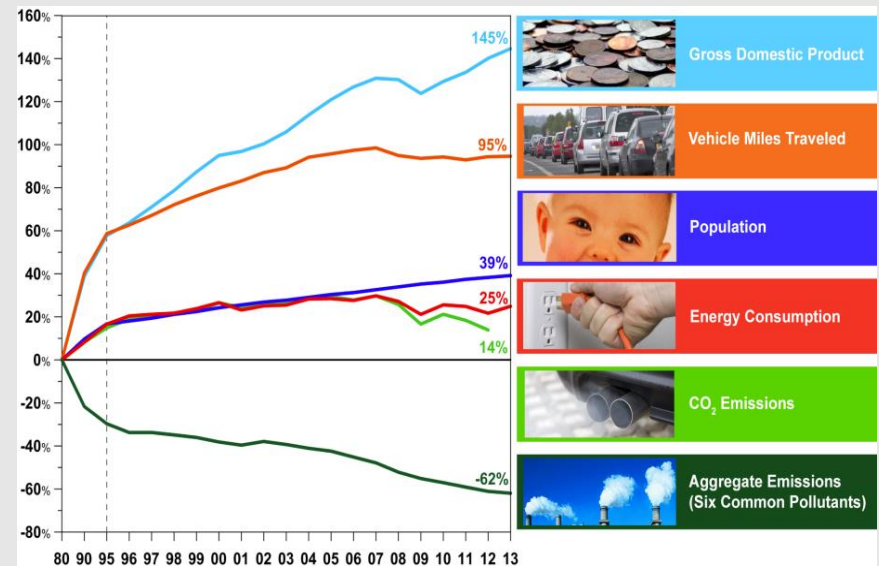 160%
140%
120%
100%
80%
60%
40%
20%
0%
-20%
-40%
-60%
-80%
80 90 95 96 97 98 99 00 01 02 03 04 05 06 07 08 09 10 11 12 13
145%
95%
39%
25%
14%
-62%
Gross Domestic Product
Vehicle Miles Traveled
Population
Energy Consumption
CO₂ Emissions
Aggregate Emissions
(Six Common Pollutants)